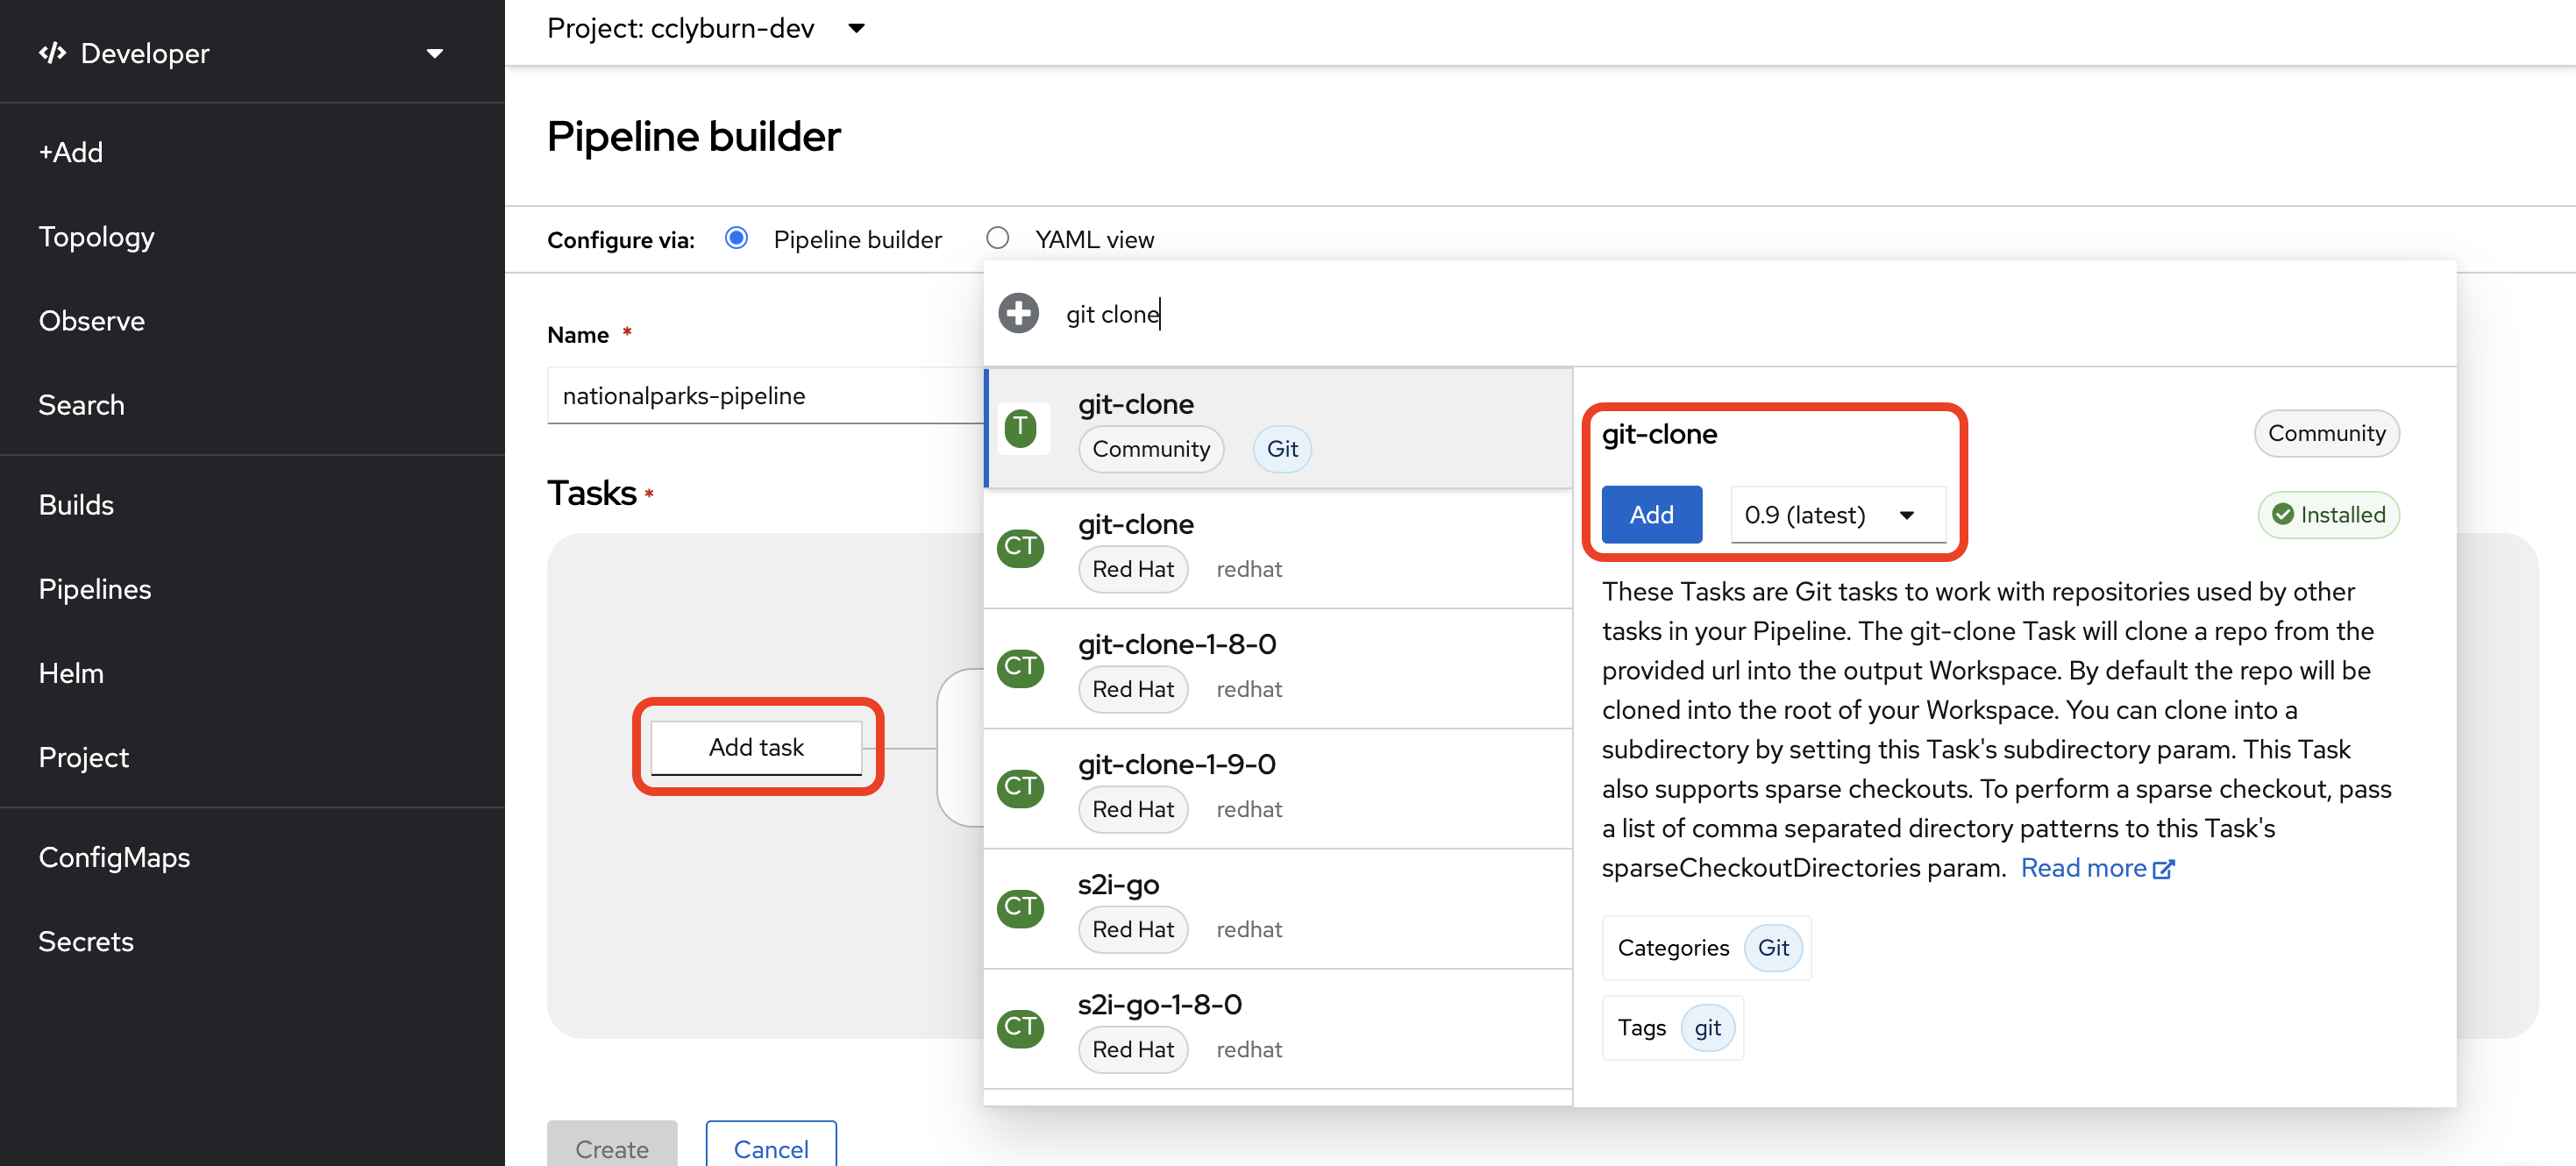 Developer
+Add
Topology
Observe
Search
Builds
Pipelines
Helm
Project
ConfigMaps
Secrets
Project: cclyburn-dev
Pipeline builder
Configure via: Pipeline builder YAML view
Name *
nationalparks-pipeline
Tasks *
Add task
Create Cancel
git clone
T git-clone
Community Git
CT git-clone
Red Hat redhat
CT git-clone-1-8-0
Red Hat redhat
CT git-clone-1-9-0
Red Hat redhat
CT s2i-go
Red Hat redhat
CT s2i-go-1-8-0
Red Hat redhat
git-clone Community
Add 0.9 (latest) Installed
These Tasks are Git tasks to work with repositories used by other
tasks in your Pipeline. The git-clone Task will clone a repo from the
provided url into the output Workspace. By default the repo will be
cloned into the root of your Workspace. You can clone into a
subdirectory by setting this Task's subdirectory param. This Task
also supports sparse checkouts. To perform a sparse checkout, pass
a list of comma separated directory patterns to this Task's
sparseCheckoutDirectories param. Read more
Categories Git
Tags git